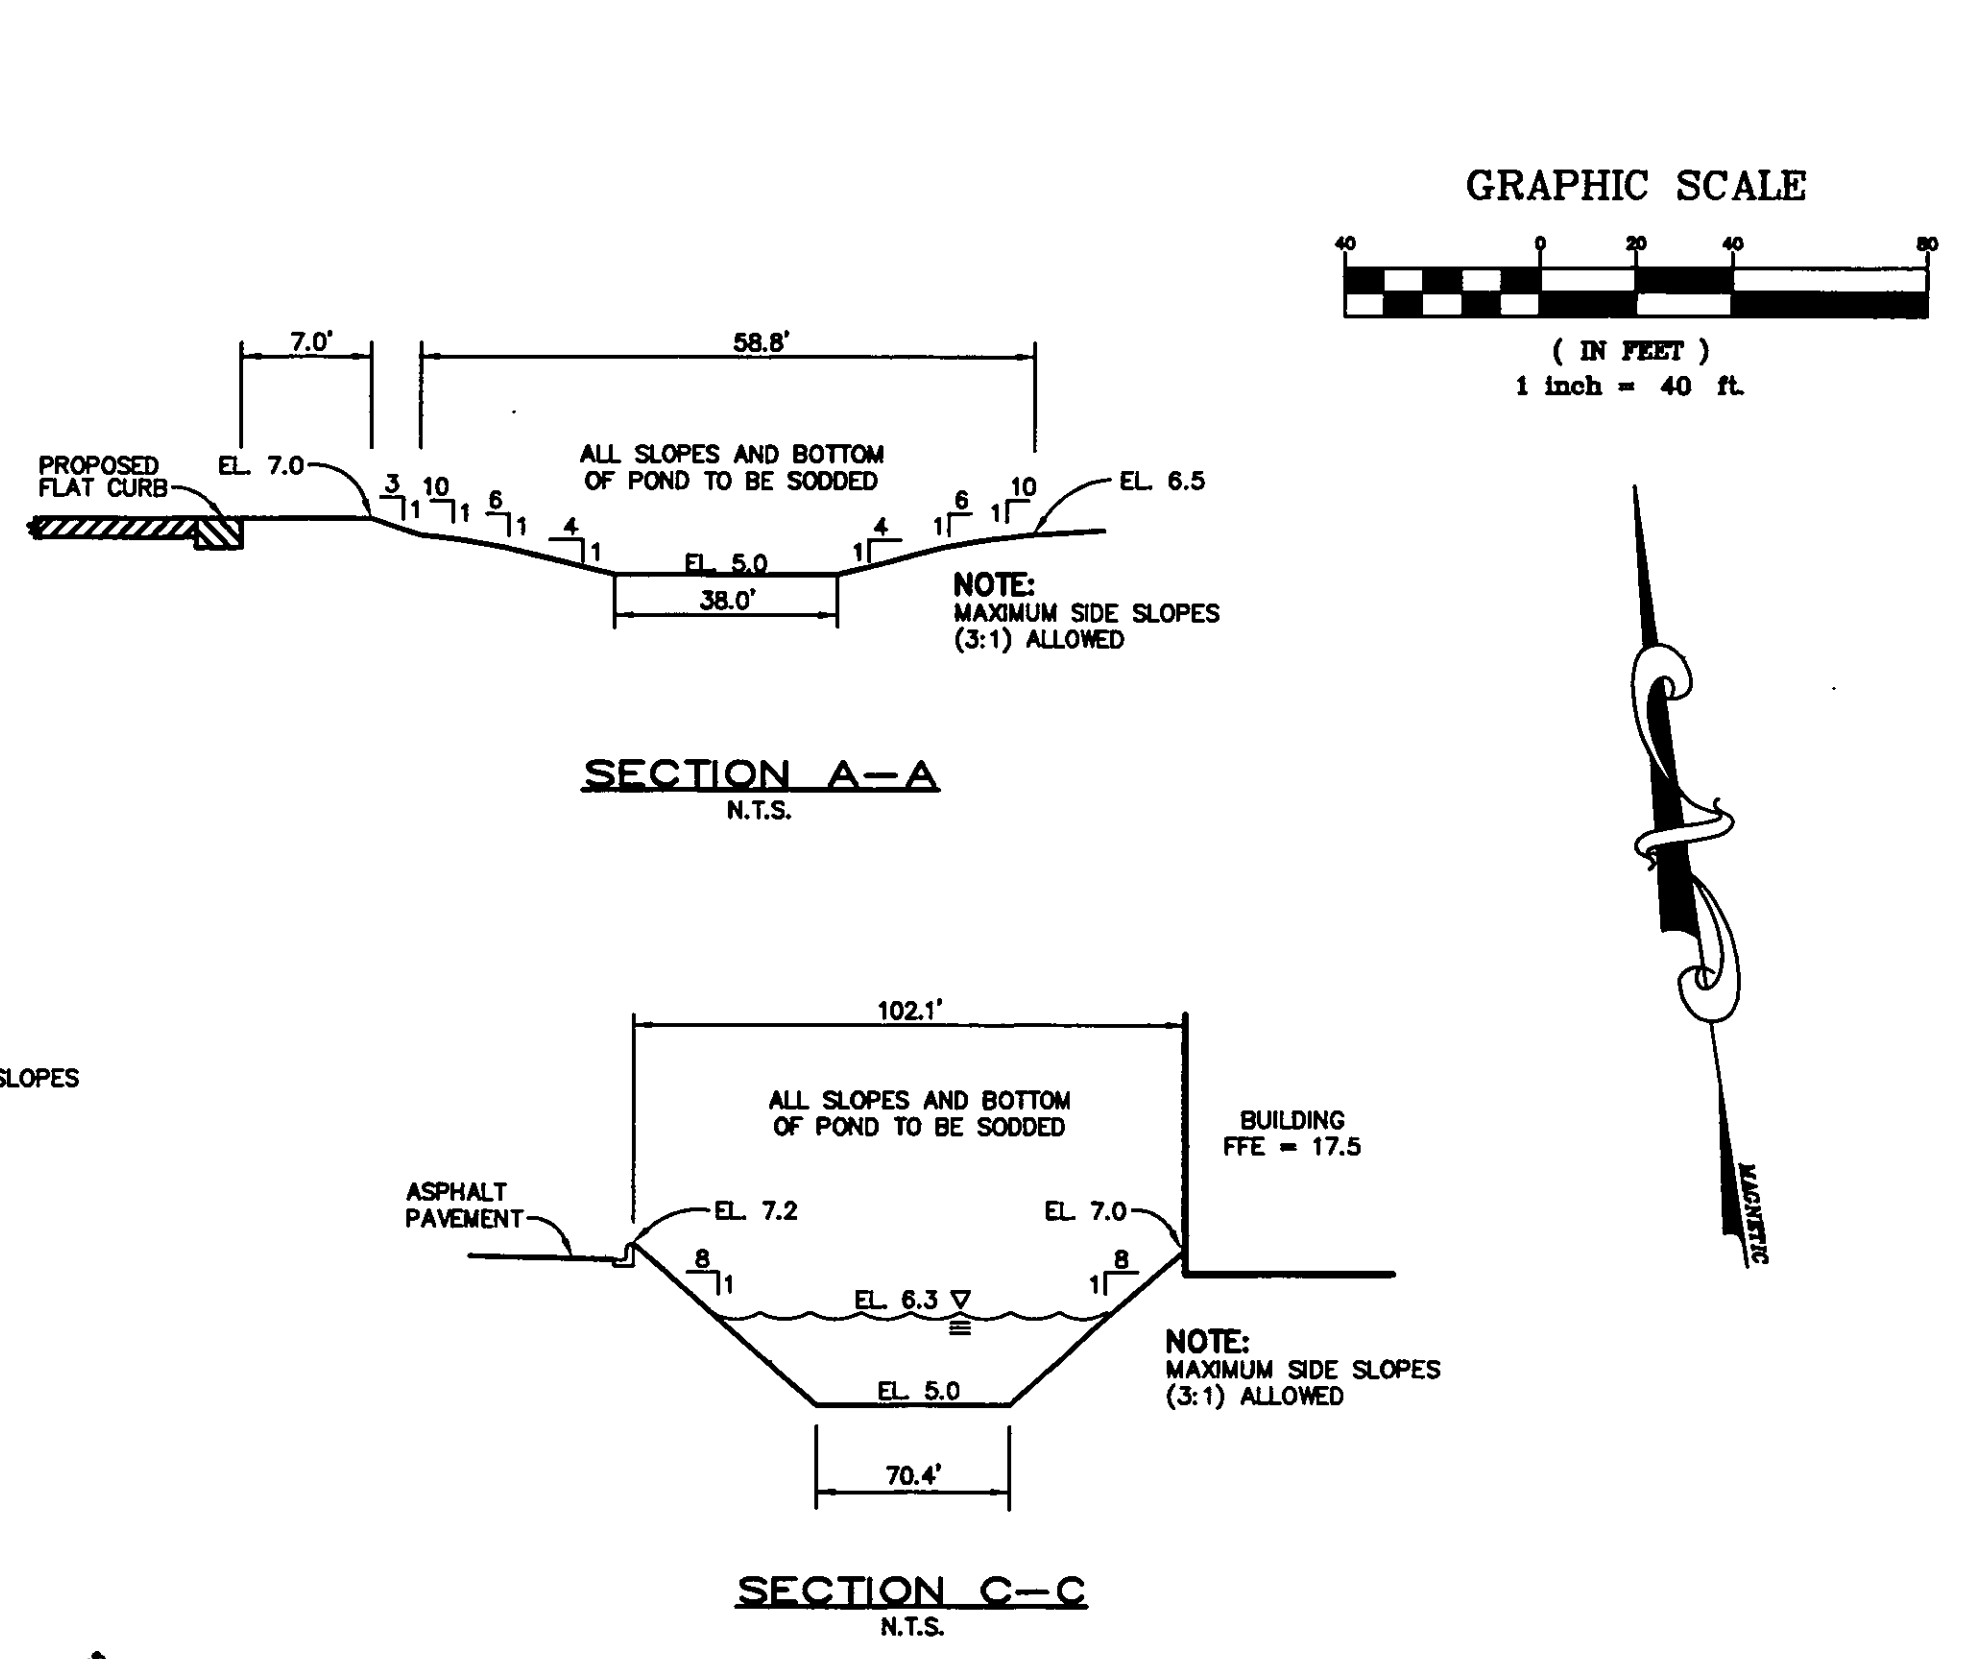 GRAPHIC SCALE
40 0 20 40 80
( IN FEET )
1 inch = 40 ft.
7.0'
58.8'
ALL SLOPES AND BOTTOM
OF POND TO BE SODDED
PROPOSED
FLAT CURB
EL. 7.0
3
1
10
1
6
1
4
1
4
1
6
1
10
1
EL. 6.5
EL. 5.0
38.0'
NOTE:
MAXIMUM SIDE SLOPES
(3:1) ALLOWED
SECTION A-A
N.T.S.
MAGNETIC
SLOPES
102.1'
ALL SLOPES AND BOTTOM
OF POND TO BE SODDED
BUILDING
FFE = 17.5
ASPHALT
PAVEMENT
EL. 7.2
EL. 7.0
8
1
8
1
EL. 6.3
EL. 5.0
NOTE:
MAXIMUM SIDE SLOPES
(3:1) ALLOWED
70.4'
SECTION C-C
N.T.S.